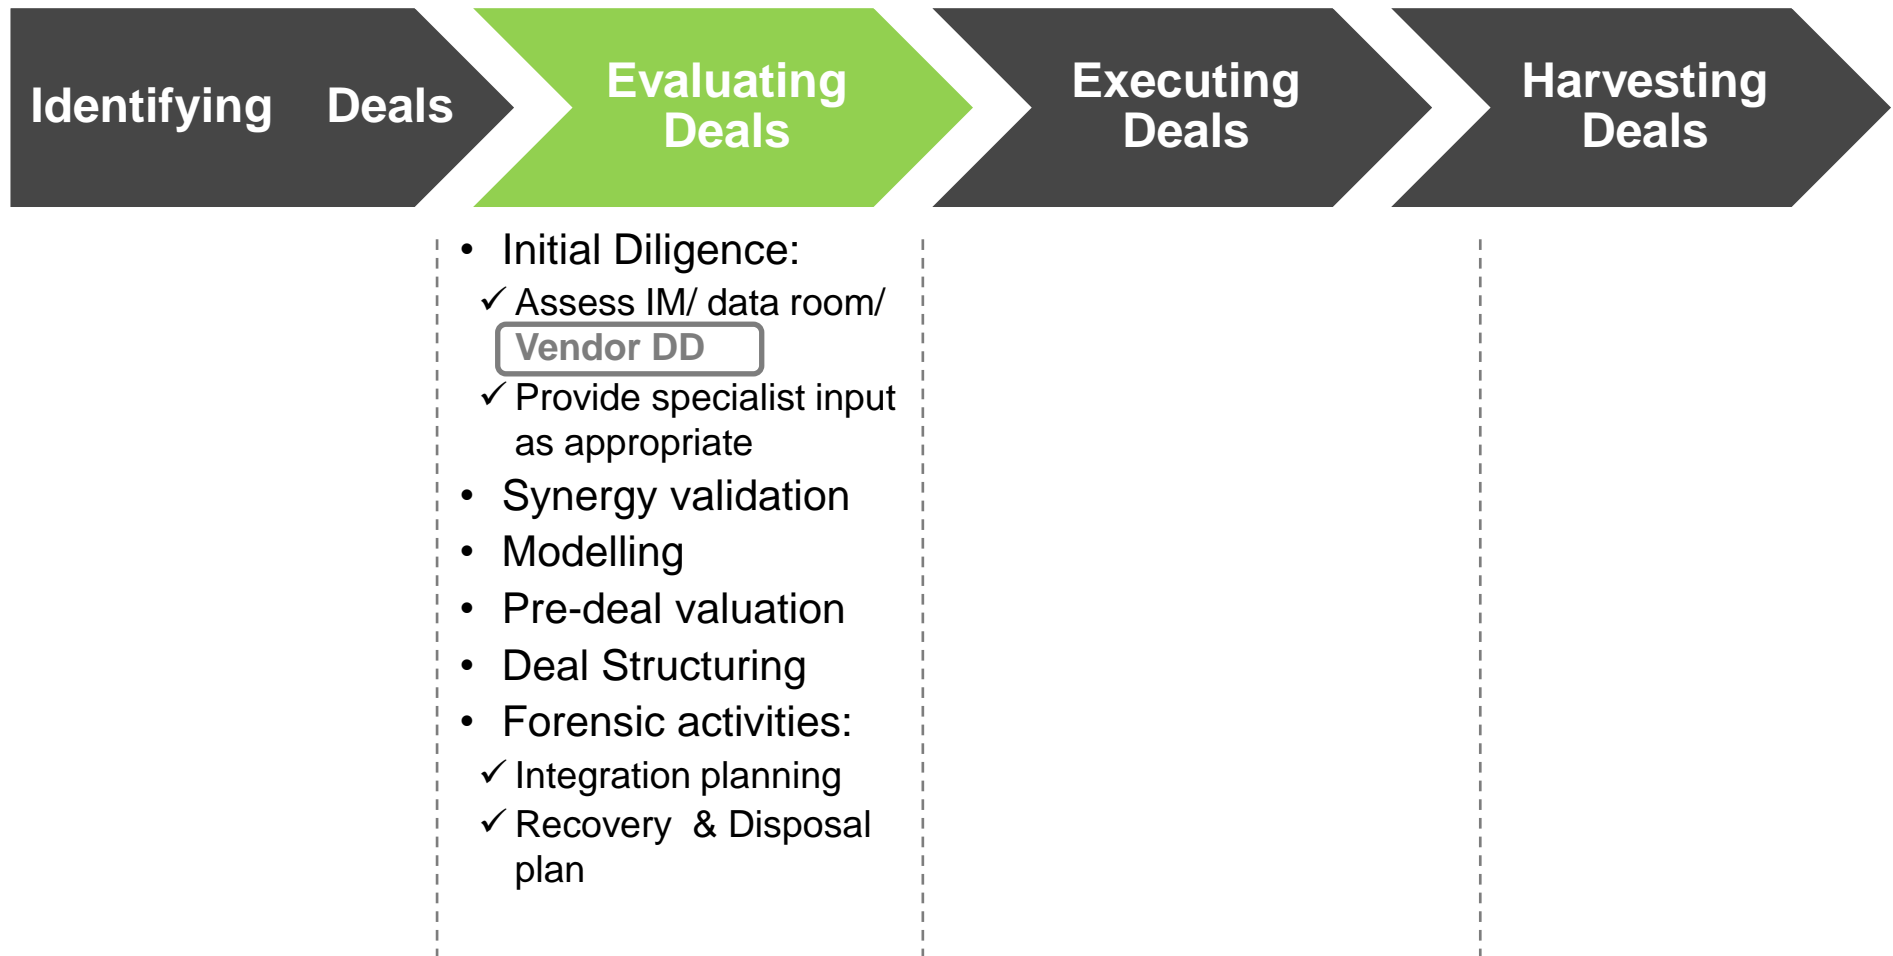 Identifying Deals
Evaluating
Deals
Executing
Deals
Harvesting
Deals
• Initial Diligence:
✓ Assess IM/ data room/
Vendor DD
✓ Provide specialist input
as appropriate
• Synergy validation
• Modelling
• Pre-deal valuation
• Deal Structuring
• Forensic activities:
✓ Integration planning
✓ Recovery & Disposal
plan